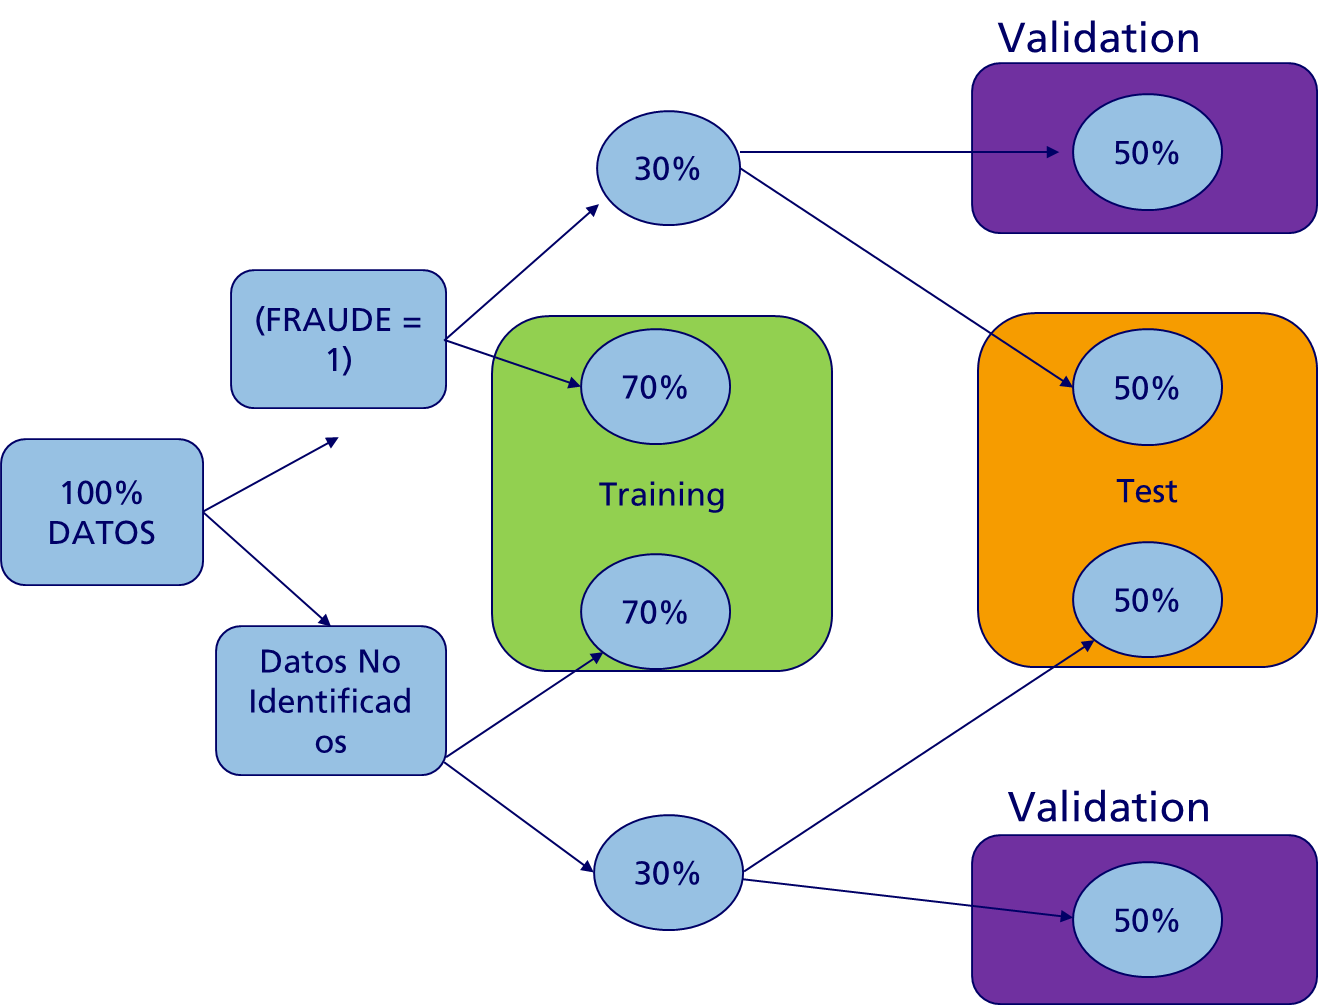 Validation
50%
30%
(FRAUDE =
1)
70%
50%
100%
DATOS
Training
Test
70%
50%
Datos No
Identificad
os
30%
Validation
50%